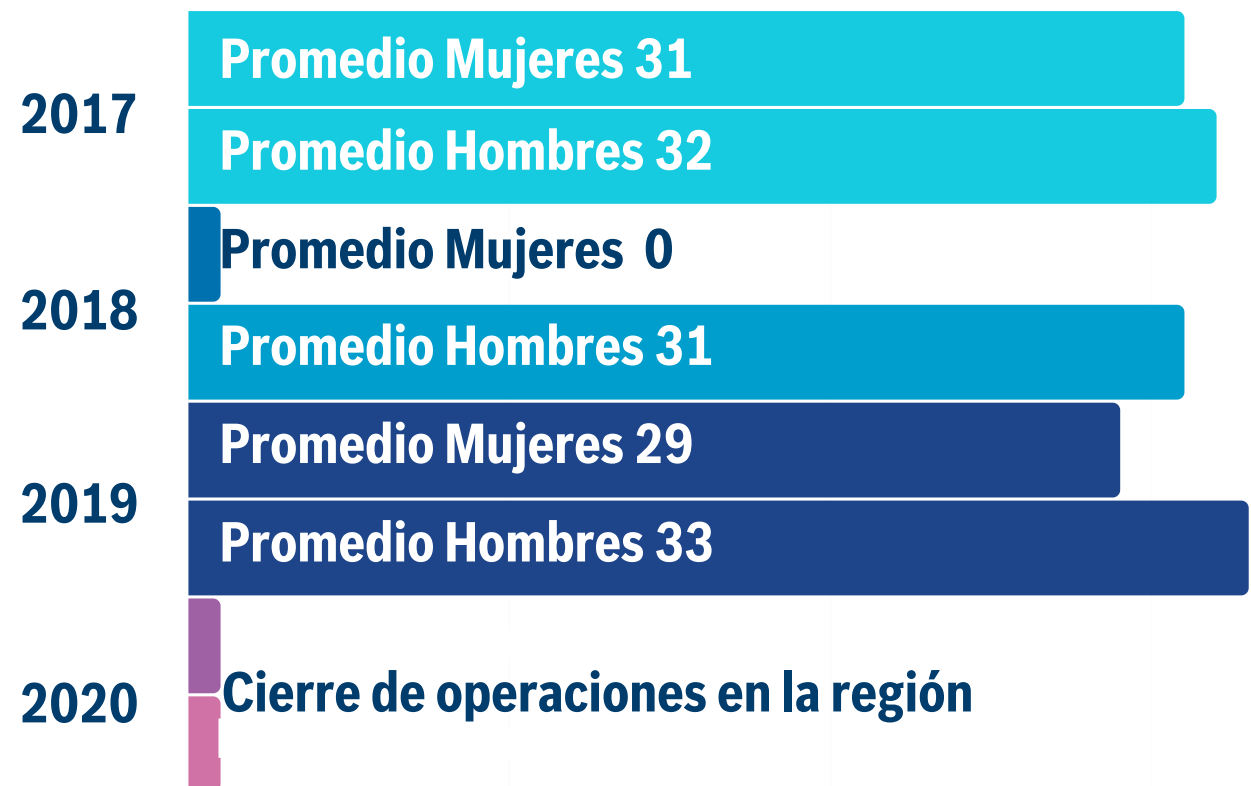 2017
Promedio Mujeres 31
Promedio Hombres 32
2018
Promedio Mujeres 0
Promedio Hombres 31
2019
Promedio Mujeres 29
Promedio Hombres 33
2020
Cierre de operaciones en la región